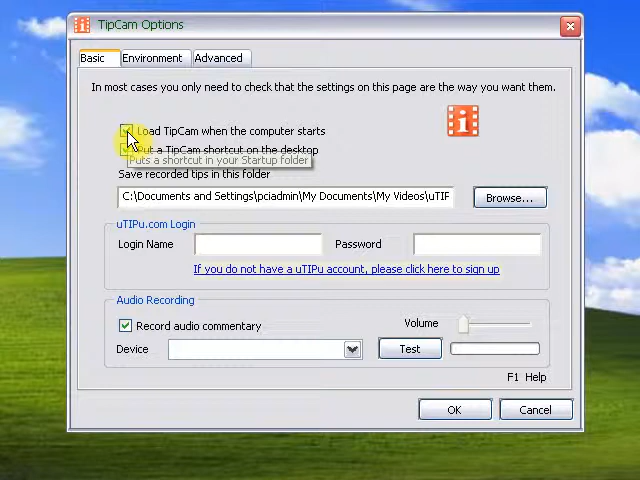 TipCam Options
Basic Environment Advanced
In most cases you only need to check that the settings on this page are the way you want them.
Load TipCam when the computer starts
Put a TipCam shortcut on the desktop
Puts a shortcut in your Startup folder
Save recorded tips in this folder
C:\Documents and Settings\pciadmin\My Documents\My Videos\uTIF Browse...
uTIPu.com Login
Login Name Password
If you do not have a uTIPu account, please click here to sign up
Audio Recording
Record audio commentary Volume
Device Test
F1 Help
OK Cancel